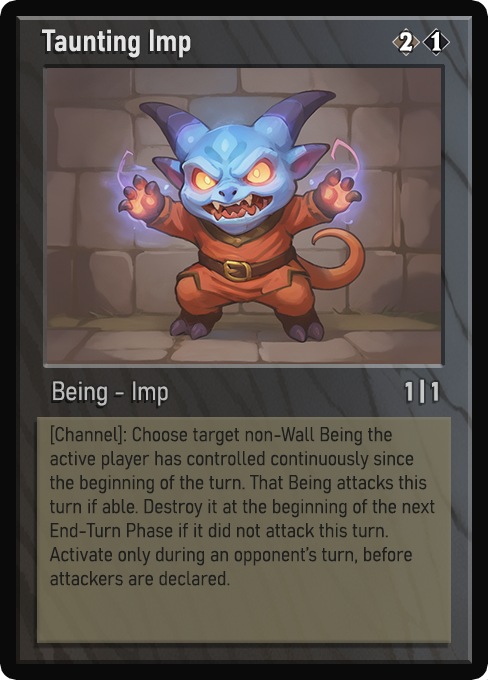 Taunting Imp 2 1
Being - Imp 1|1
[Channel]: Choose target non-Wall Being the
active player has controlled continuously since
the beginning of the turn. That Being attacks this
turn if able. Destroy it at the beginning of the next
End-Turn Phase if it did not attack this turn.
Activate only during an opponent's turn, before
attackers are declared.